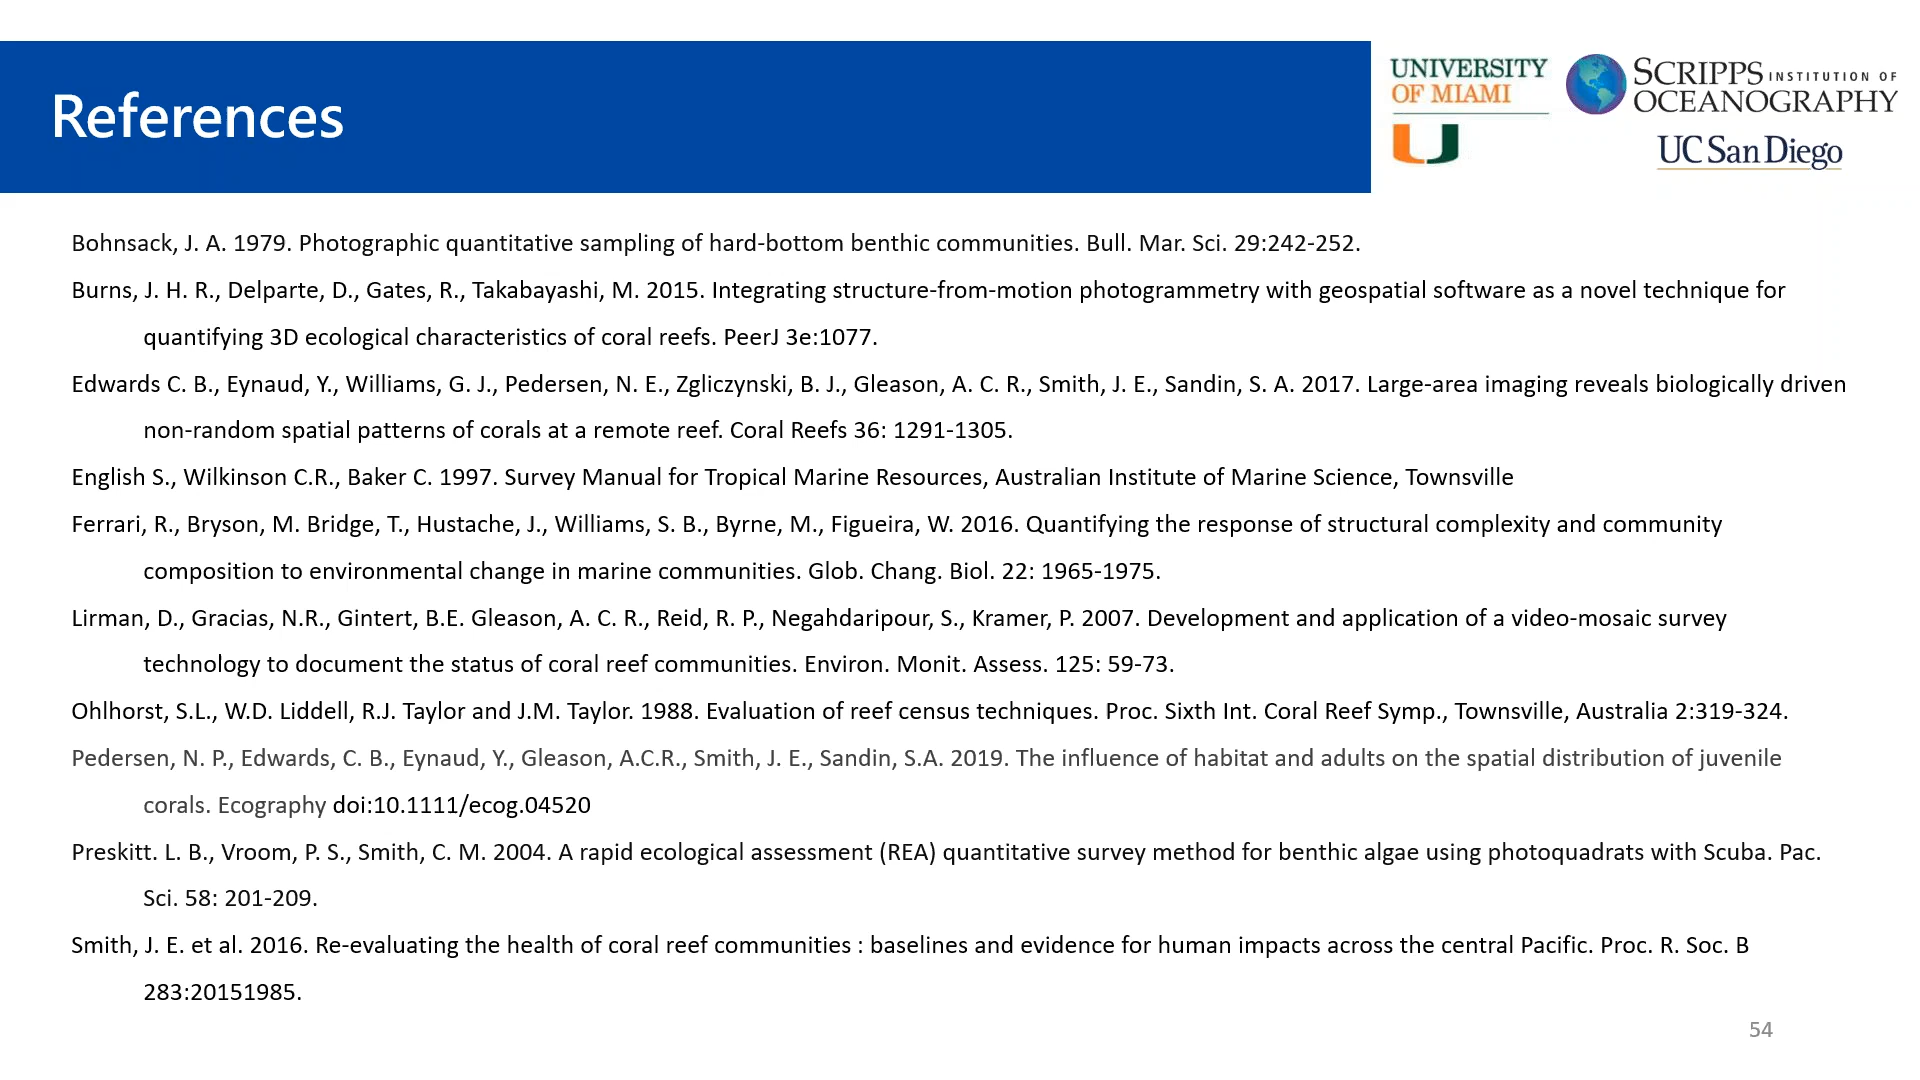 References
UNIVERSITY
OF MIAMI
U
SCRIPPS INSTITUTION OF
OCEANOGRAPHY
UC San Diego
Bohnsack, J. A. 1979. Photographic quantitative sampling of hard-bottom benthic communities. Bull. Mar. Sci. 29:242-252.
Burns, J. H. R., Delparte, D., Gates, R., Takabayashi, M. 2015. Integrating structure-from-motion photogrammetry with geospatial software as a novel technique for
quantifying 3D ecological characteristics of coral reefs. PeerJ 3e:1077.
Edwards C. B., Eynaud, Y., Williams, G. J., Pedersen, N. E., Zgliczynski, B. J., Gleason, A. C. R., Smith, J. E., Sandin, S. A. 2017. Large-area imaging reveals biologically driven
non-random spatial patterns of corals at a remote reef. Coral Reefs 36: 1291-1305.
English S., Wilkinson C.R., Baker C. 1997. Survey Manual for Tropical Marine Resources, Australian Institute of Marine Science, Townsville
Ferrari, R., Bryson, M. Bridge, T., Hustache, J., Williams, S. B., Byrne, M., Figueira, W. 2016. Quantifying the response of structural complexity and community
composition to environmental change in marine communities. Glob. Chang. Biol. 22: 1965-1975.
Lirman, D., Gracias, N.R., Gintert, B.E. Gleason, A. C. R., Reid, R. P., Negahdaripour, S., Kramer, P. 2007. Development and application of a video-mosaic survey
technology to document the status of coral reef communities. Environ. Monit. Assess. 125: 59-73.
Ohlhorst, S.L., W.D. Liddell, R.J. Taylor and J.M. Taylor. 1988. Evaluation of reef census techniques. Proc. Sixth Int. Coral Reef Symp., Townsville, Australia 2:319-324.
Pedersen, N. P., Edwards, C. B., Eynaud, Y., Gleason, A.C.R., Smith, J. E., Sandin, S.A. 2019. The influence of habitat and adults on the spatial distribution of juvenile
corals. Ecography doi:10.1111/ecog.04520
Preskitt. L. B., Vroom, P. S., Smith, C. M. 2004. A rapid ecological assessment (REA) quantitative survey method for benthic algae using photoquadrats with Scuba. Pac.
Sci. 58: 201-209.
Smith, J. E. et al. 2016. Re-evaluating the health of coral reef communities : baselines and evidence for human impacts across the central Pacific. Proc. R. Soc. B
283:20151985.
54